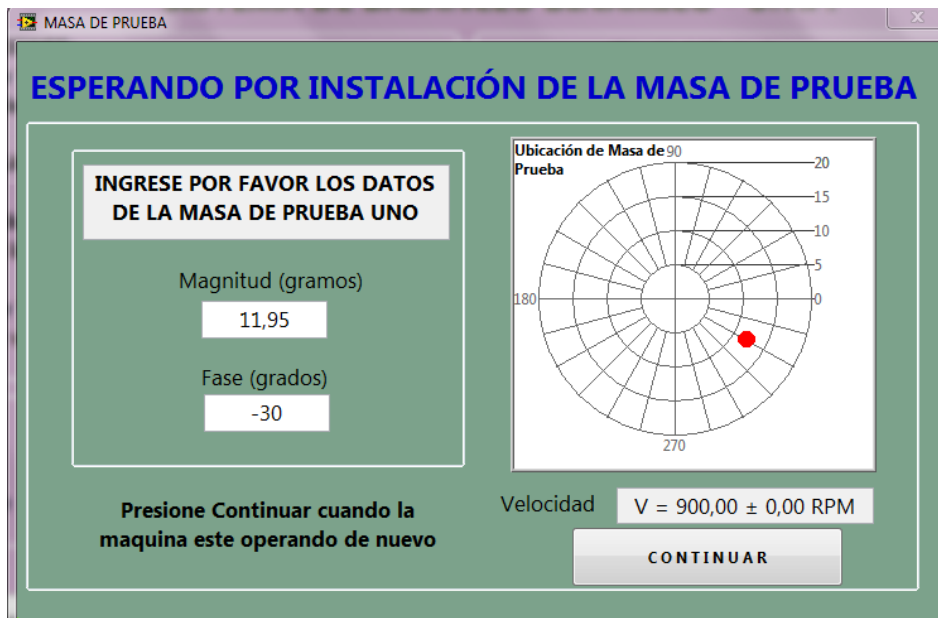 MASA DE PRUEBA
ESPERANDO POR INSTALACIÓN DE LA MASA DE PRUEBA
INGRESE POR FAVOR LOS DATOS
DE LA MASA DE PRUEBA UNO
Magnitud (gramos)
11,95
Fase (grados)
-30
Presione Continuar cuando la
maquina este operando de nuevo
Ubicación de Masa de
Prueba
90
20
15
10
5
180
0
270
Velocidad
V = 900,00 ± 0,00 RPM
CONTINUAR